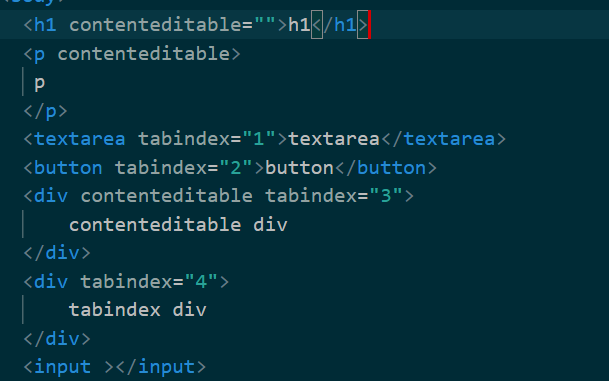 <body>
<h1 contenteditable="">h1</h1>
<p contenteditable>
p
</p>
<textarea tabindex="1">textarea</textarea>
<button tabindex="2">button</button>
<div contenteditable tabindex="3">
contenteditable div
</div>
<div tabindex="4">
tabindex div
</div>
<input ></input>